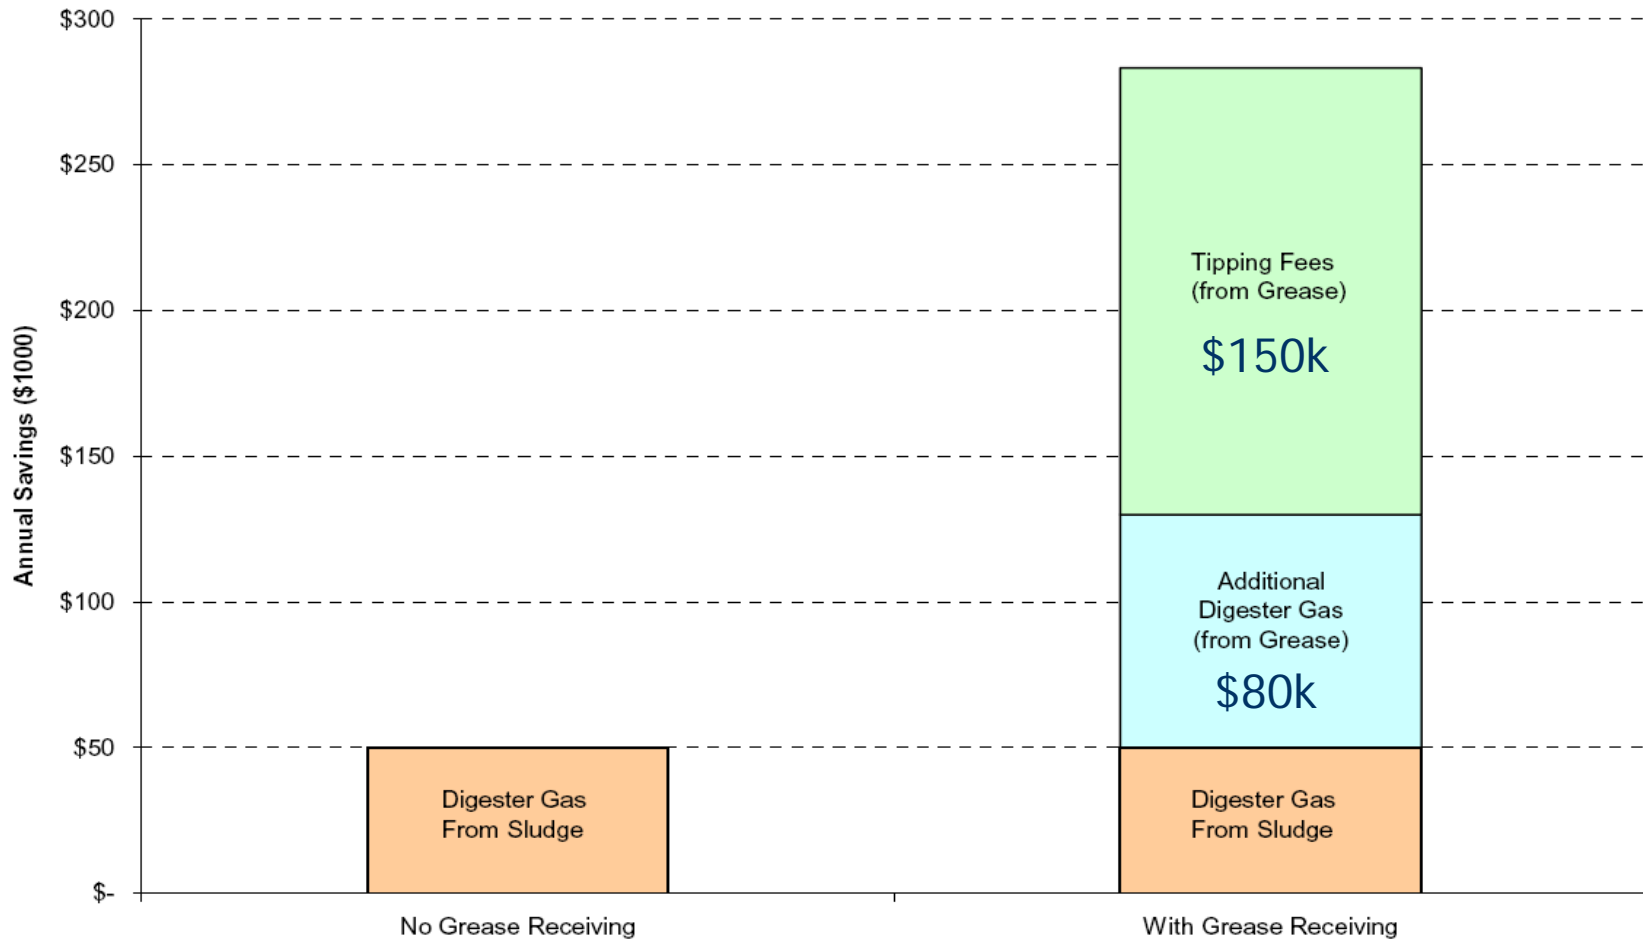 $300
$250
$200
$150
$100
$50
$-
Annual Savings ($1000)
Tipping Fees
(from Grease)
$150k
Additional
Digester Gas
(from Grease)
$80k
Digester Gas
From Sludge
Digester Gas
From Sludge
No Grease Receiving
With Grease Receiving